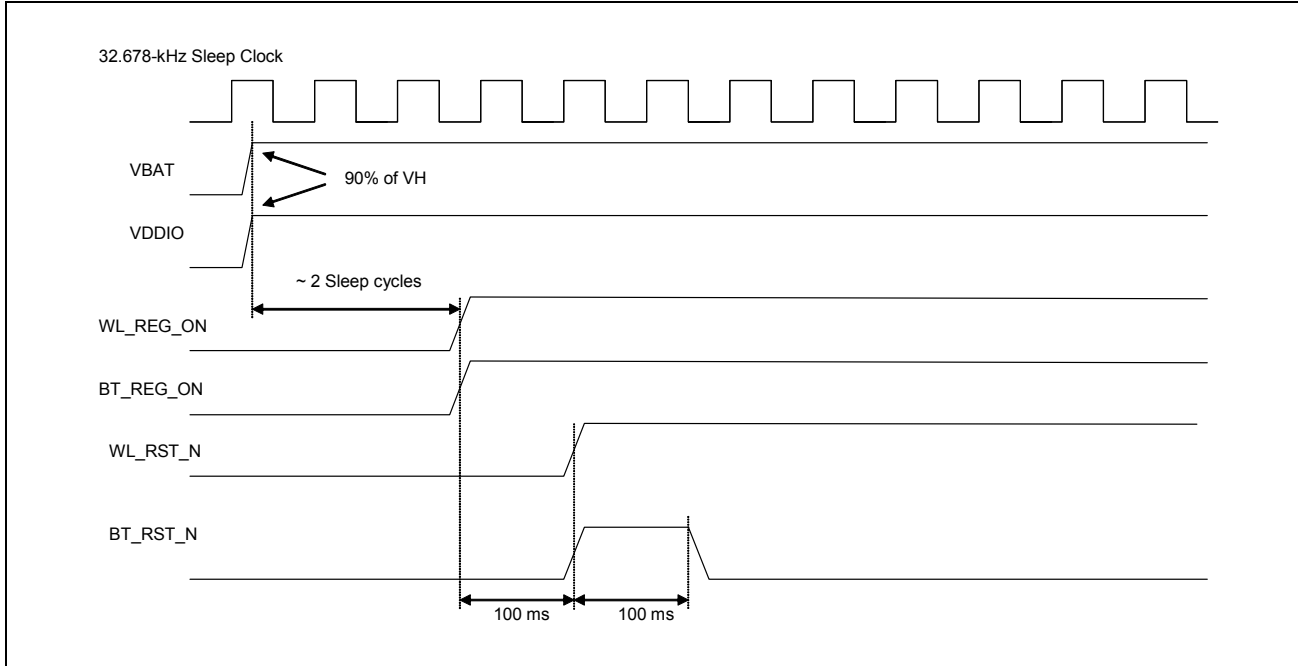 32.678-kHz Sleep Clock
VBAT
90% of VH
VDDIO
~ 2 Sleep cycles
WL_REG_ON
BT_REG_ON
WL_RST_N
BT_RST_N
100 ms
100 ms